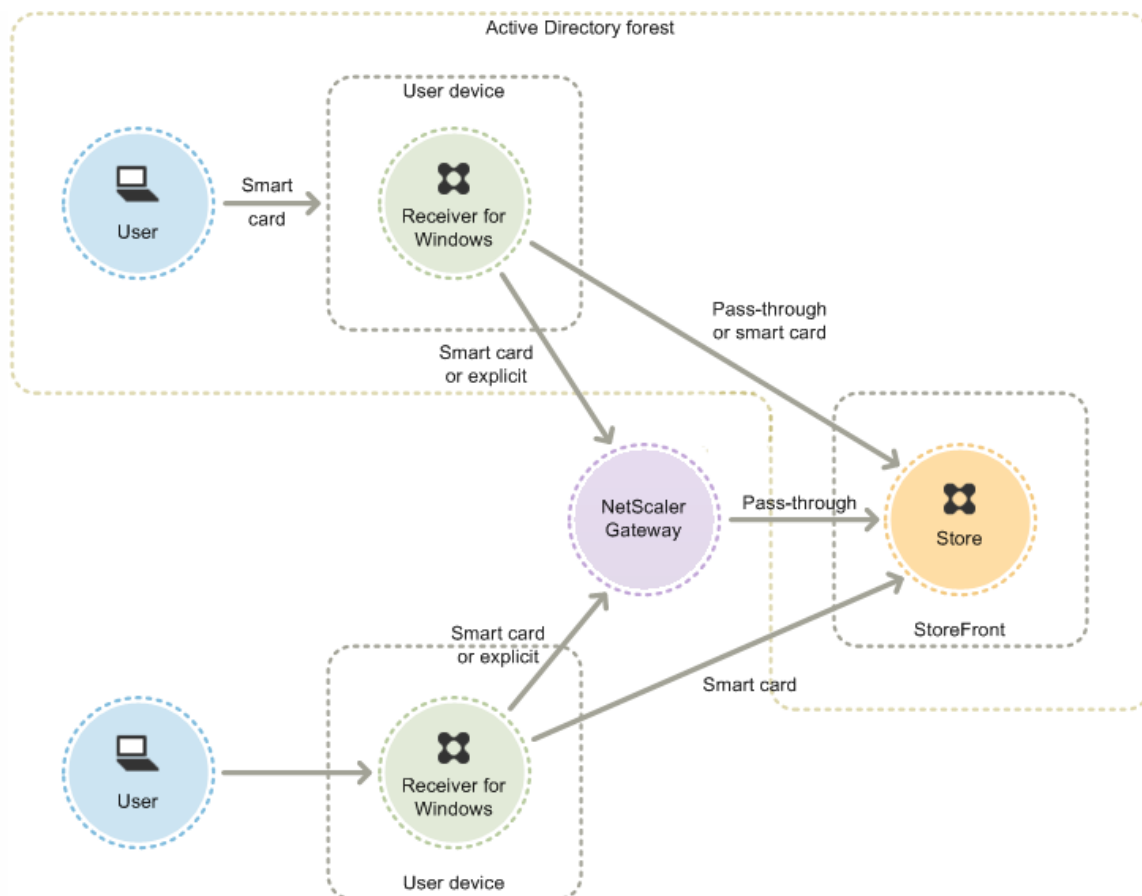 Active Directory forest
User device
Smart
card
User
Receiver for
Windows
Pass-through
or smart card
Smart card
or explicit
NetScaler
Gateway
Pass-through
Store
StoreFront
Smart card
or explicit
Smart card
User
Receiver for
Windows
User device